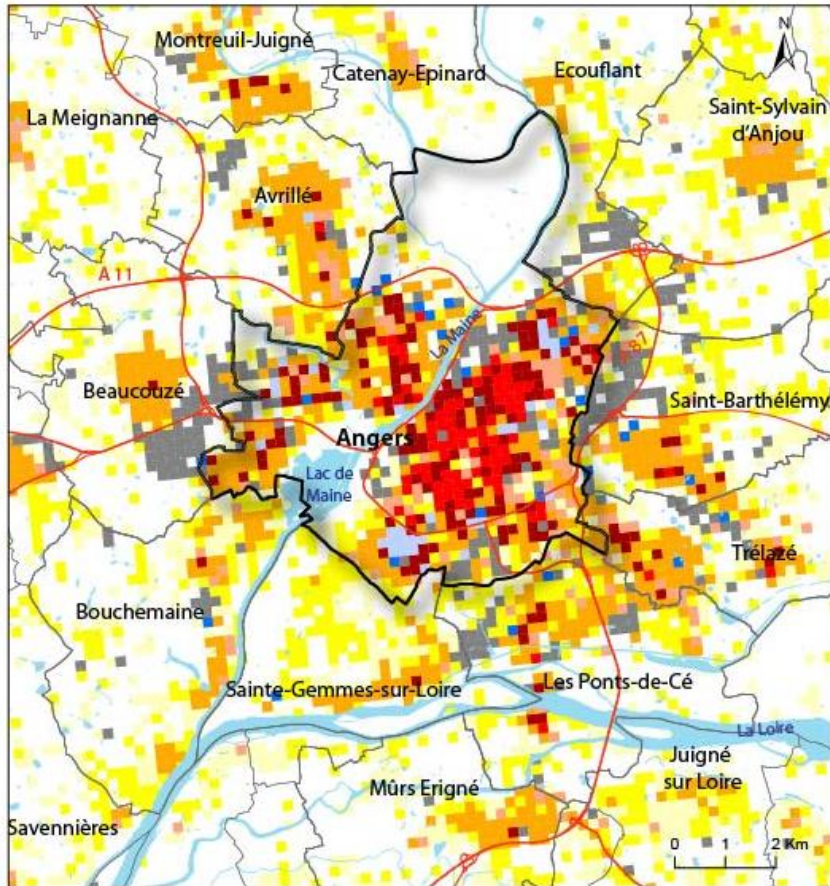 Montreuil-Juigné
N
Catenay-Epinard
Ecouflant
La Meignanne
Saint-Sylvain
d'Anjou
Avrillé
A 11
La Maine
A 87
Beaucouzé
Saint-Barthélémy
Angers
Lac de
Maine
Trélazé
Bouchemaine
Sainte-Gemmes-sur-Loire
Les Ponts-de-Cé
La Loire
Juigné
sur Loire
Mûrs Erigné
Savennières
0 1 2 Km